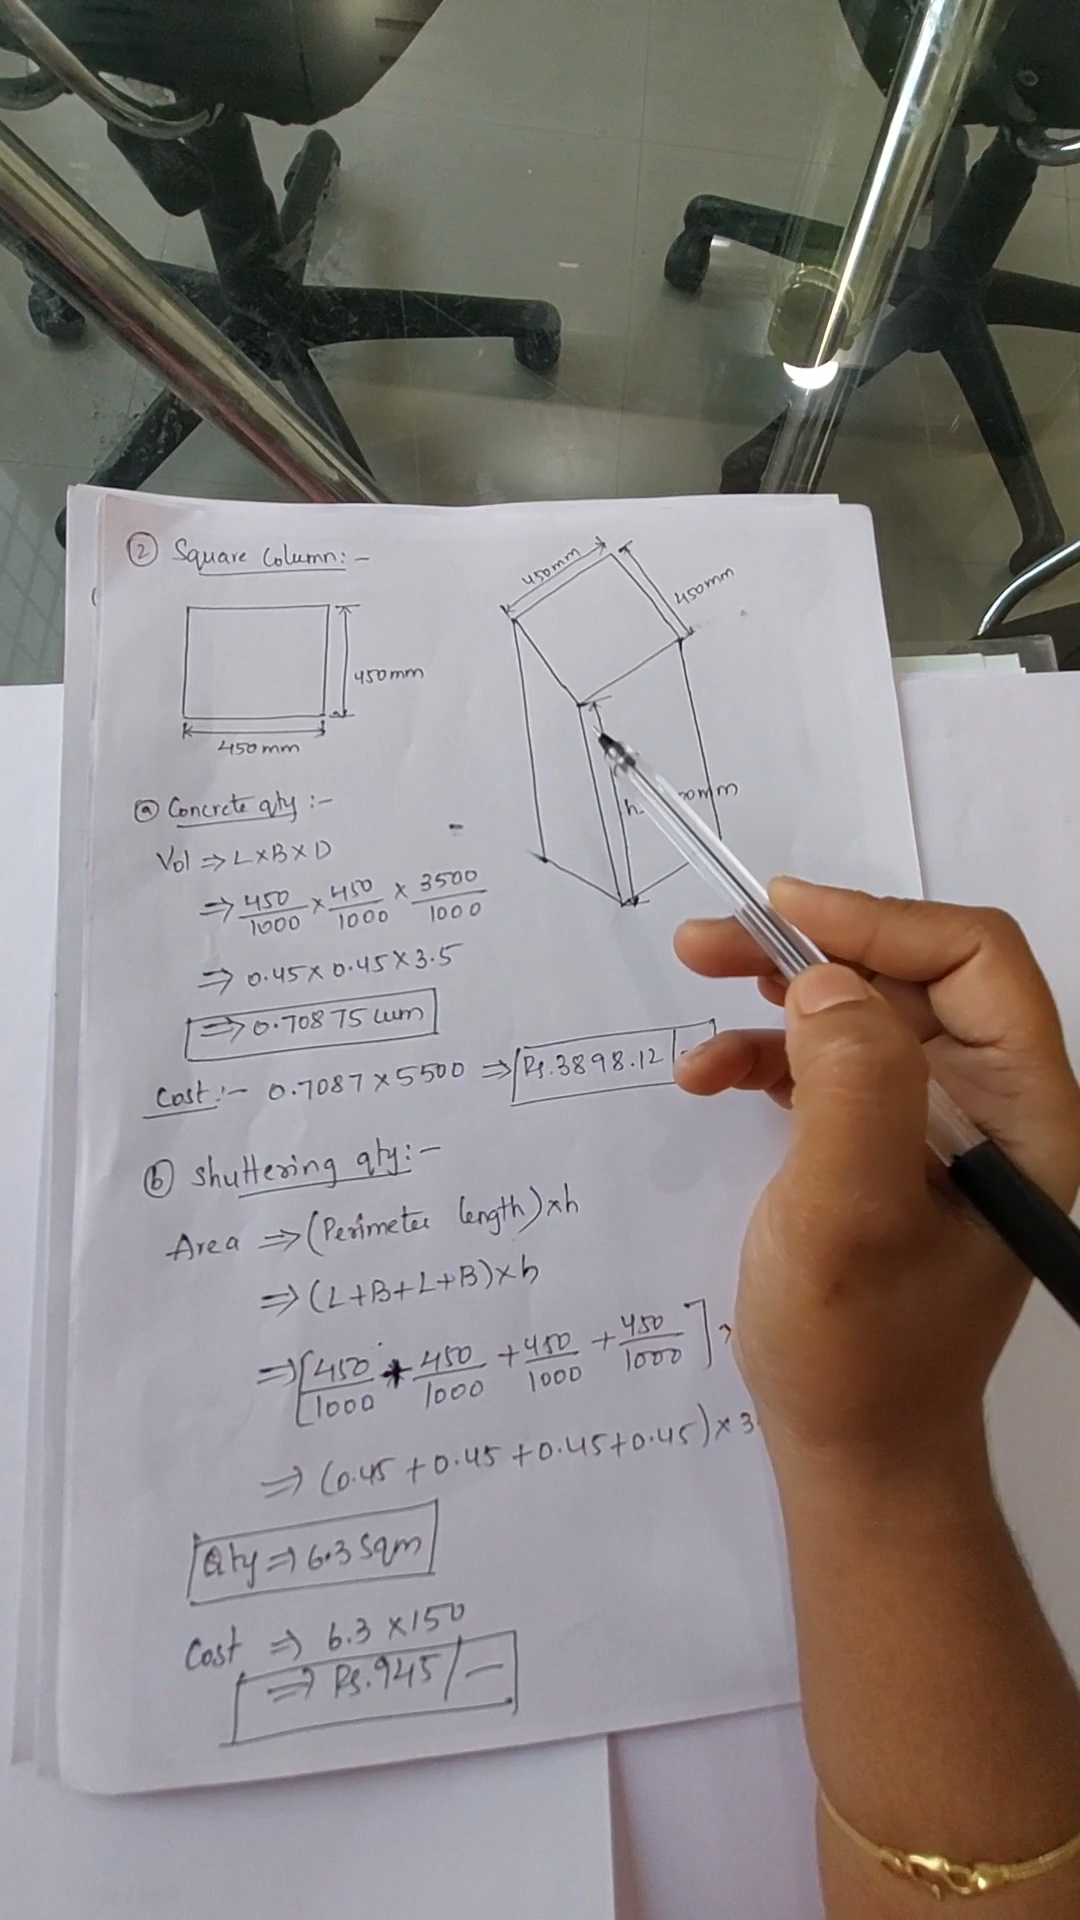 ② Square Column:-
450mm
450mm
450mm
450mm
h
mm
ⓐ Concrete qty :-
Vol ⇒ L×B×D
⇒ 450/1000 × 450/1000 × 3500/1000
⇒ 0.45 × 0.45 × 3.5
⇒ 0.70875 cum
Cost:- 0.7087 × 5500 ⇒ Rs.3898.12/-
ⓑ Shuttering qty:-
Area ⇒ (Perimeter length)×h
⇒ (L+B+L+B)×h
⇒ [450/1000 + 450/1000 + 450/1000 + 450/1000]
⇒ (0.45 + 0.45 + 0.45 + 0.45) × 3
Qty ⇒ 6.3 Sqm
Cost ⇒ 6.3 × 150
⇒ Rs.945/-